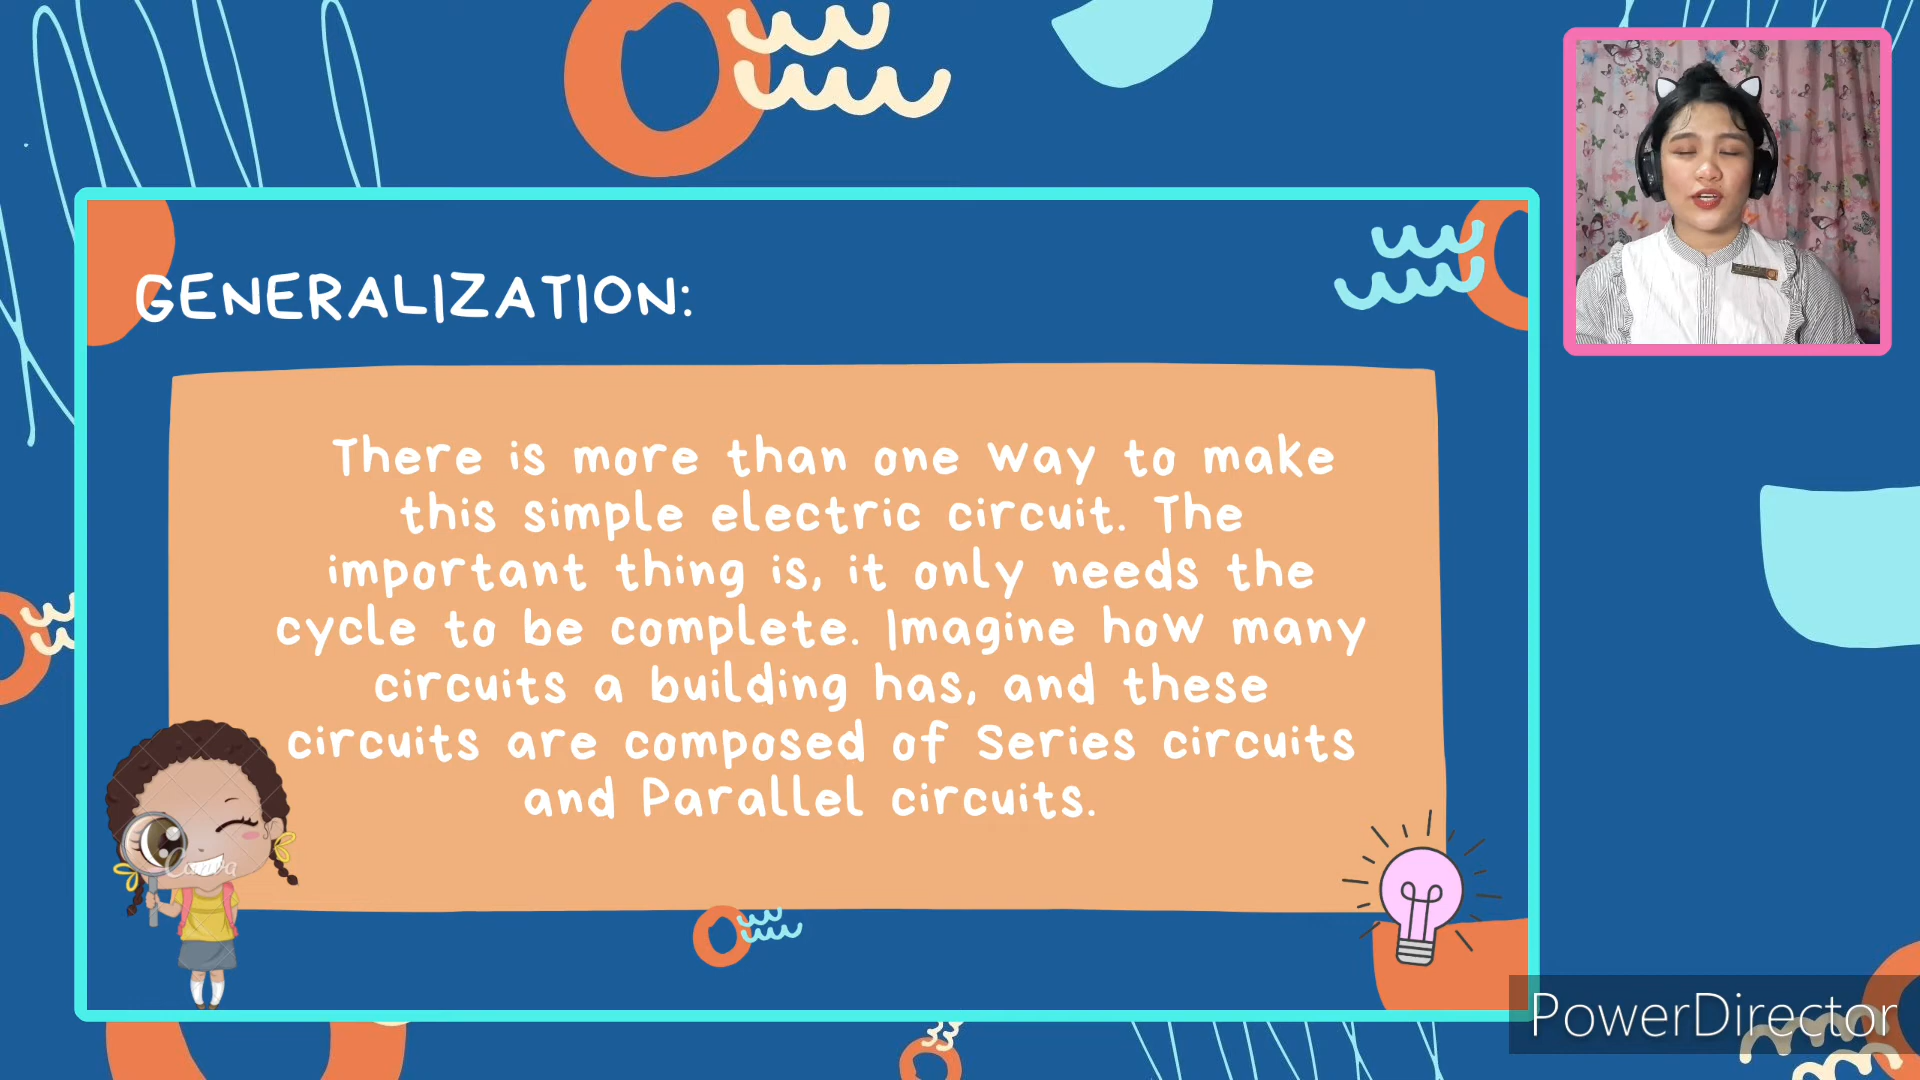 GENERALIZATION:
There is more than one way to make
this simple electric circuit. The
important thing is, it only needs the
cycle to be complete. Imagine how many
circuits a building has, and these
circuits are composed of Series circuits
and Parallel circuits.
Canva
PowerDirector